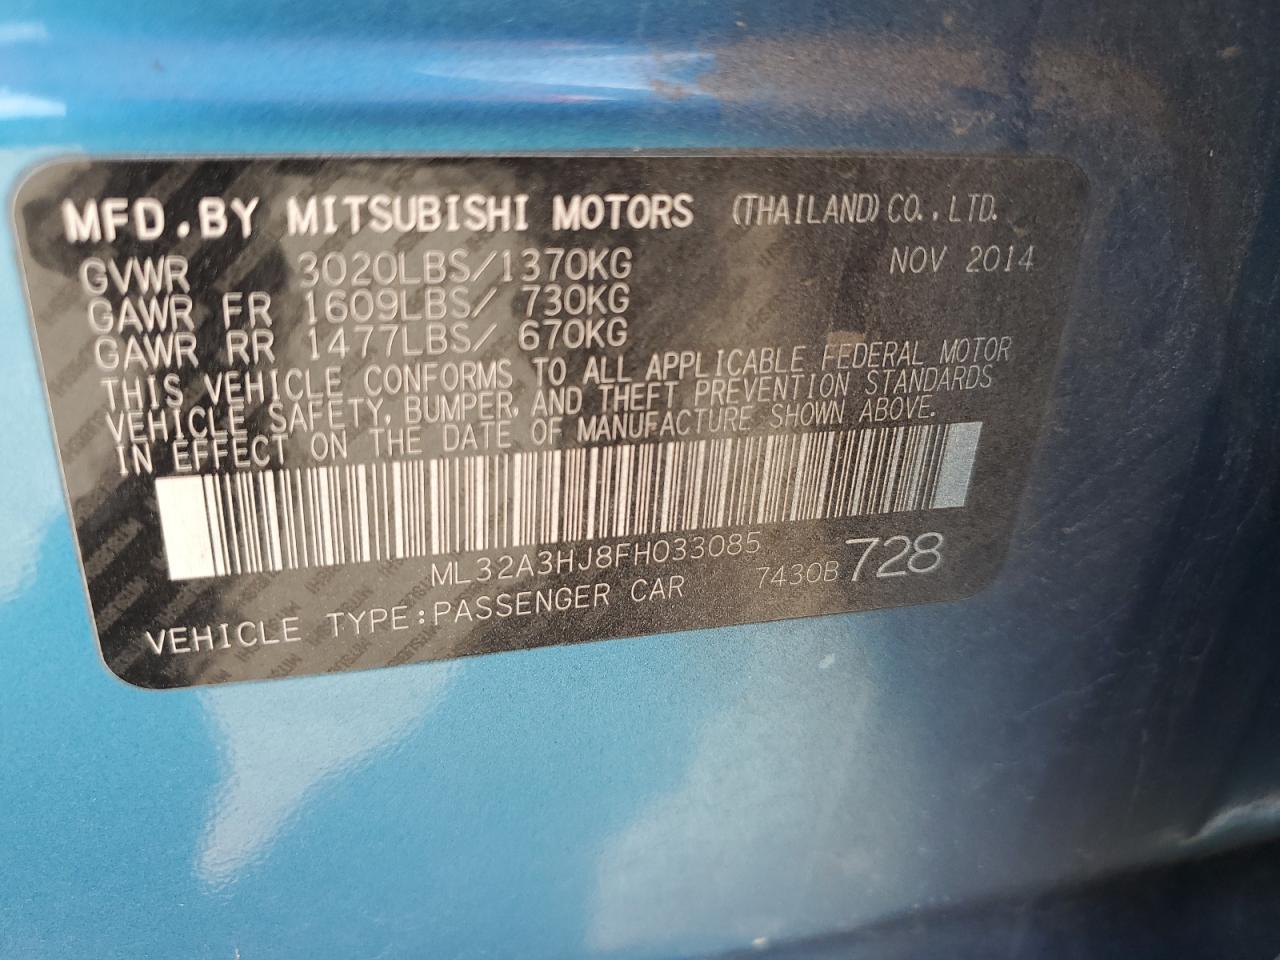 MFD.BY MITSUBISHI MOTORS (THAILAND) CO.,LTD.
GVWR 3020LBS/1370KG NOV 2014
GAWR FR 1609LBS/ 730KG
GAWR RR 1477LBS/ 670KG
THIS VEHICLE CONFORMS TO ALL APPLICABLE FEDERAL MOTOR
VEHICLE SAFETY, BUMPER, AND THEFT PREVENTION STANDARDS
IN EFFECT ON THE DATE OF MANUFACTURE SHOWN ABOVE.
ML32A3HJ8FH033085
VEHICLE TYPE:PASSENGER CAR 7430B 728